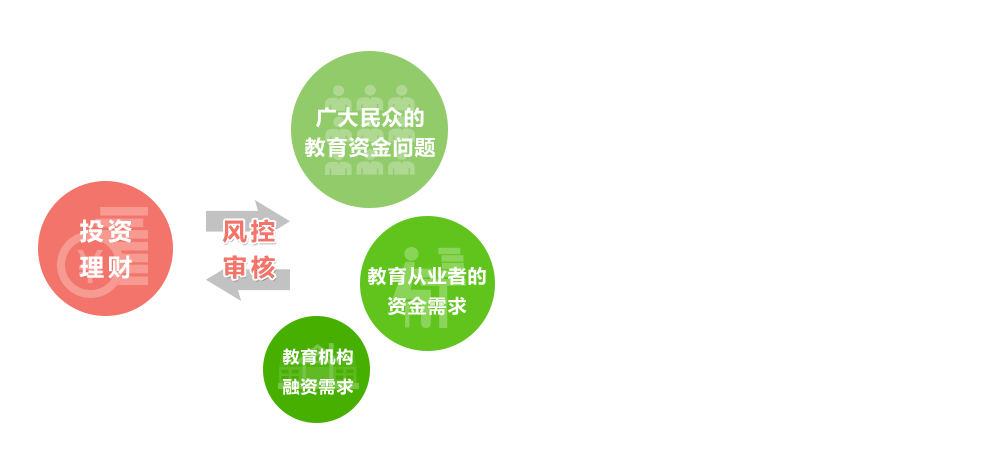 投资
理财
风控
审核
广大民众的
教育资金问题
教育从业者的
资金需求
教育机构
融资需求